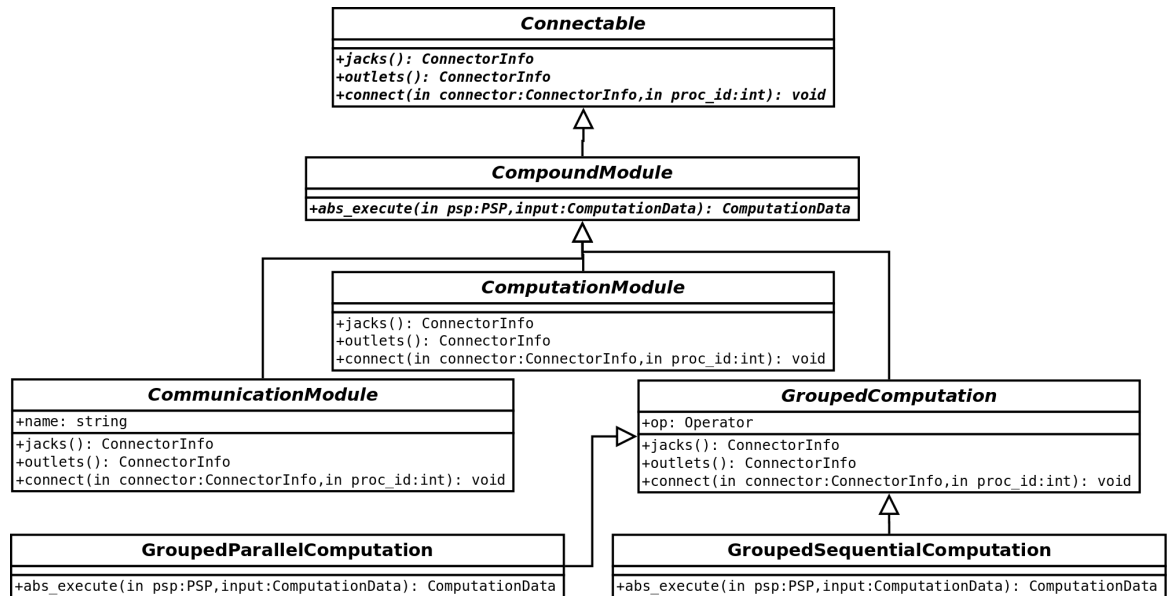 Connectable
+jacks(): ConnectorInfo
+outlets(): ConnectorInfo
+connect(in connector:ConnectorInfo,in proc_id:int): void
CompoundModule
+abs_execute(in psp:PSP,input:ComputationData): ComputationData
ComputationModule
+jacks(): ConnectorInfo
+outlets(): ConnectorInfo
+connect(in connector:ConnectorInfo,in proc_id:int): void
CommunicationModule
+name: string
+jacks(): ConnectorInfo
+outlets(): ConnectorInfo
+connect(in connector:ConnectorInfo,in proc_id:int): void
GroupedComputation
+op: Operator
+jacks(): ConnectorInfo
+outlets(): ConnectorInfo
+connect(in connector:ConnectorInfo,in proc_id:int): void
GroupedParallelComputation
+abs_execute(in psp:PSP,input:ComputationData): ComputationData
GroupedSequentialComputation
+abs_execute(in psp:PSP,input:ComputationData): ComputationData